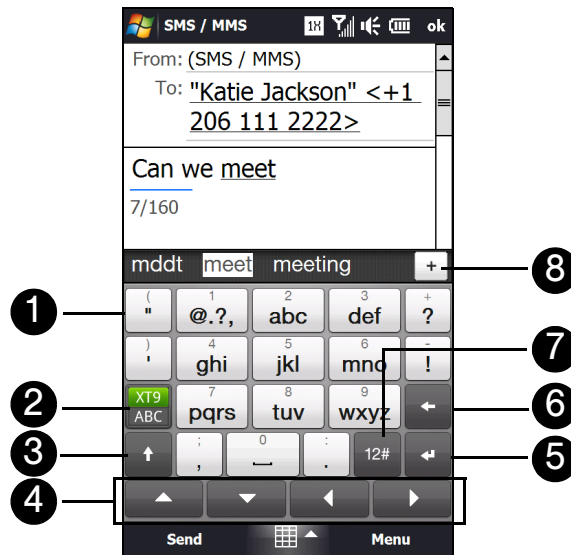 SMS / MMS 1X ok
From: (SMS / MMS)
To: "Katie Jackson" <+1
206 111 2222>
Can we meet
7/160
mddt meet meeting +
8
1
( " 1 @.?, 2 abc 3 def + ?
7
) ' 4 ghi 5 jkl 6 mno - !
2
XT9 ABC 7 pqrs 8 tuv 9 wxyz
6
3
; , 0 : . 12#
5
4
Send Menu